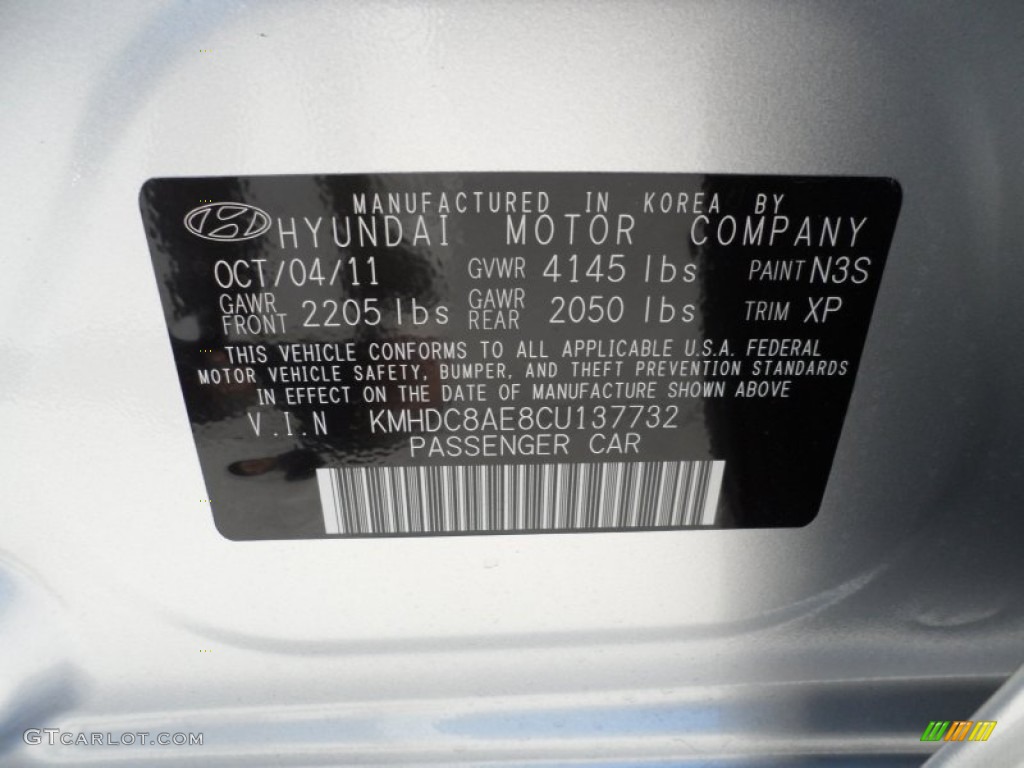 MANUFACTURED IN KOREA BY
HYUNDAI MOTOR COMPANY
OCT/04/11 GVWR 4145 lbs PAINT N3S
GAWR FRONT 2205 lbs GAWR REAR 2050 lbs TRIM XP
THIS VEHICLE CONFORMS TO ALL APPLICABLE U.S.A. FEDERAL
MOTOR VEHICLE SAFETY, BUMPER, AND THEFT PREVENTION STANDARDS
IN EFFECT ON THE DATE OF MANUFACTURE SHOWN ABOVE
V.I.N KMHDC8AE8CU137732
PASSENGER CAR
GTCARLOT.COM